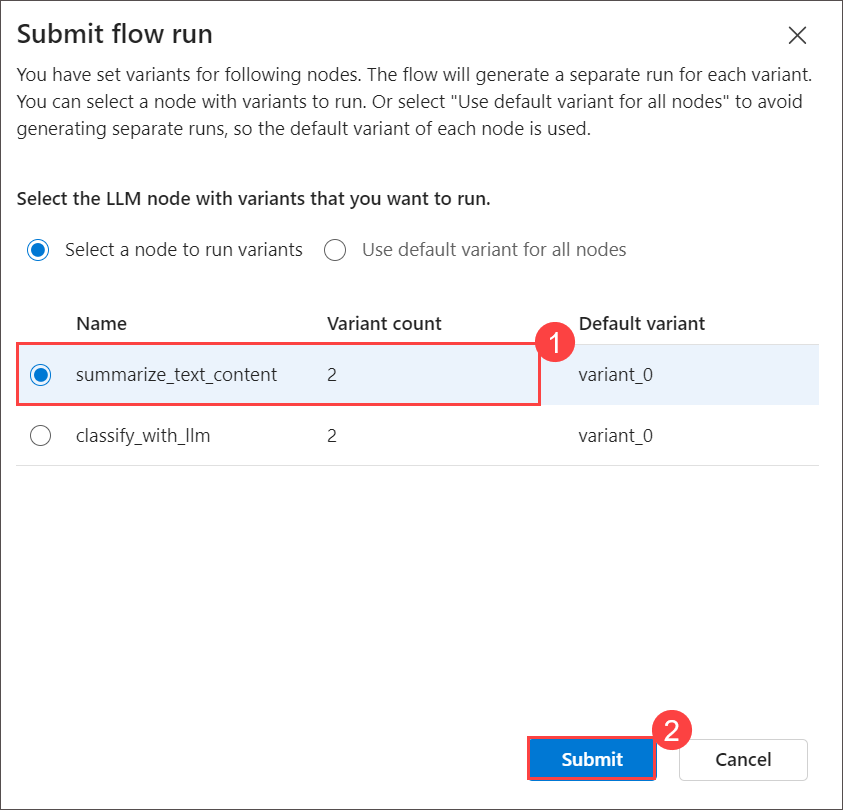 Submit flow run
You have set variants for following nodes. The flow will generate a separate run for each variant.
You can select a node with variants to run. Or select "Use default variant for all nodes" to avoid
generating separate runs, so the default variant of each node is used.
Select the LLM node with variants that you want to run.
Select a node to run variants Use default variant for all nodes
Name Variant count Default variant
1
summarize_text_content 2 variant_0
classify_with_llm 2 variant_0
2
Submit Cancel